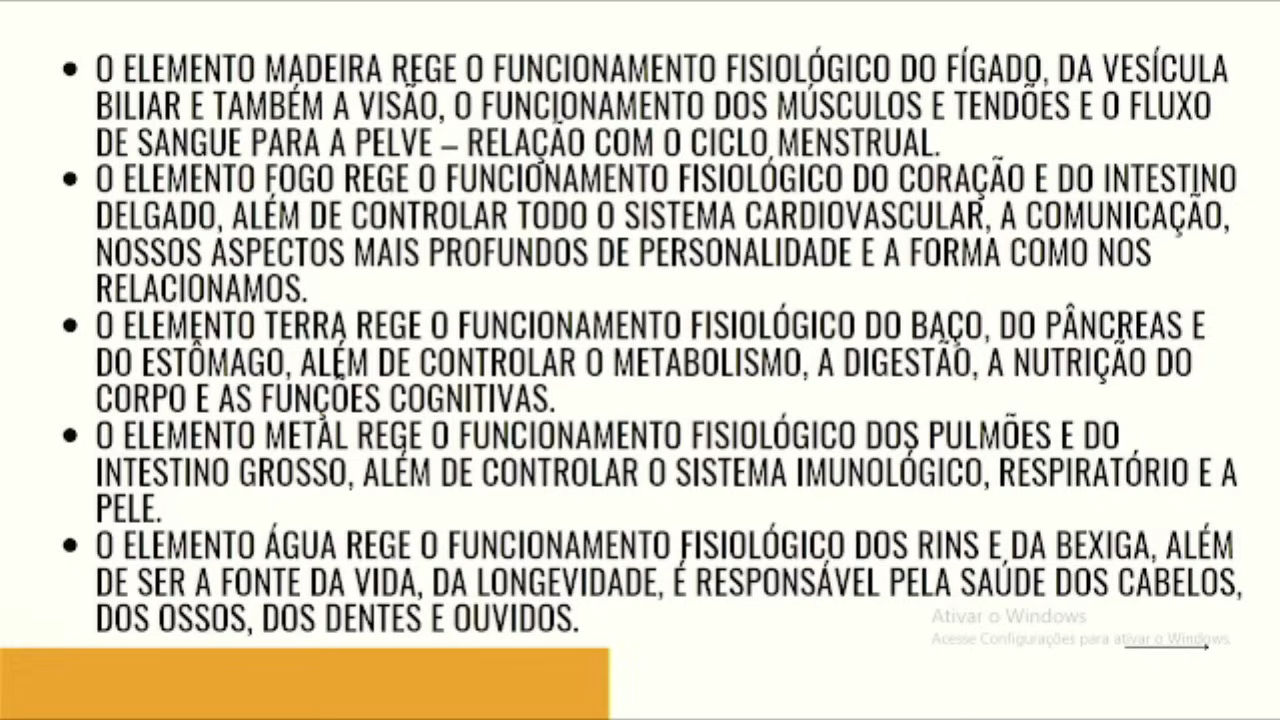 O ELEMENTO MADEIRA REGE O FUNCIONAMENTO FISIOLÓGICO DO FÍGADO, DA VESÍCULA
BILIAR E TAMBÉM A VISÃO, O FUNCIONAMENTO DOS MÚSCULOS E TENDÕES E O FLUXO
DE SANGUE PARA A PELVE – RELAÇÃO COM O CICLO MENSTRUAL.
O ELEMENTO FOGO REGE O FUNCIONAMENTO FISIOLÓGICO DO CORAÇÃO E DO INTESTINO
DELGADO, ALÉM DE CONTROLAR TODO O SISTEMA CARDIOVASCULAR, A COMUNICAÇÃO,
NOSSOS ASPECTOS MAIS PROFUNDOS DE PERSONALIDADE E A FORMA COMO NOS
RELACIONAMOS.
O ELEMENTO TERRA REGE O FUNCIONAMENTO FISIOLÓGICO DO BAÇO, DO PÂNCREAS E
DO ESTÔMAGO, ALÉM DE CONTROLAR O METABOLISMO, A DIGESTÃO, A NUTRIÇÃO DO
CORPO E AS FUNÇÕES COGNITIVAS.
O ELEMENTO METAL REGE O FUNCIONAMENTO FISIOLÓGICO DOS PULMÕES E DO
INTESTINO GROSSO, ALÉM DE CONTROLAR O SISTEMA IMUNOLÓGICO, RESPIRATÓRIO E A
PELE.
O ELEMENTO ÁGUA REGE O FUNCIONAMENTO FISIOLÓGICO DOS RINS E DA BEXIGA, ALÉM
DE SER A FONTE DA VIDA, DA LONGEVIDADE, É RESPONSÁVEL PELA SAÚDE DOS CABELOS,
DOS OSSOS, DOS DENTES E OUVIDOS.
Ativar o Windows
Acesse Configurações para ativar o Windows.